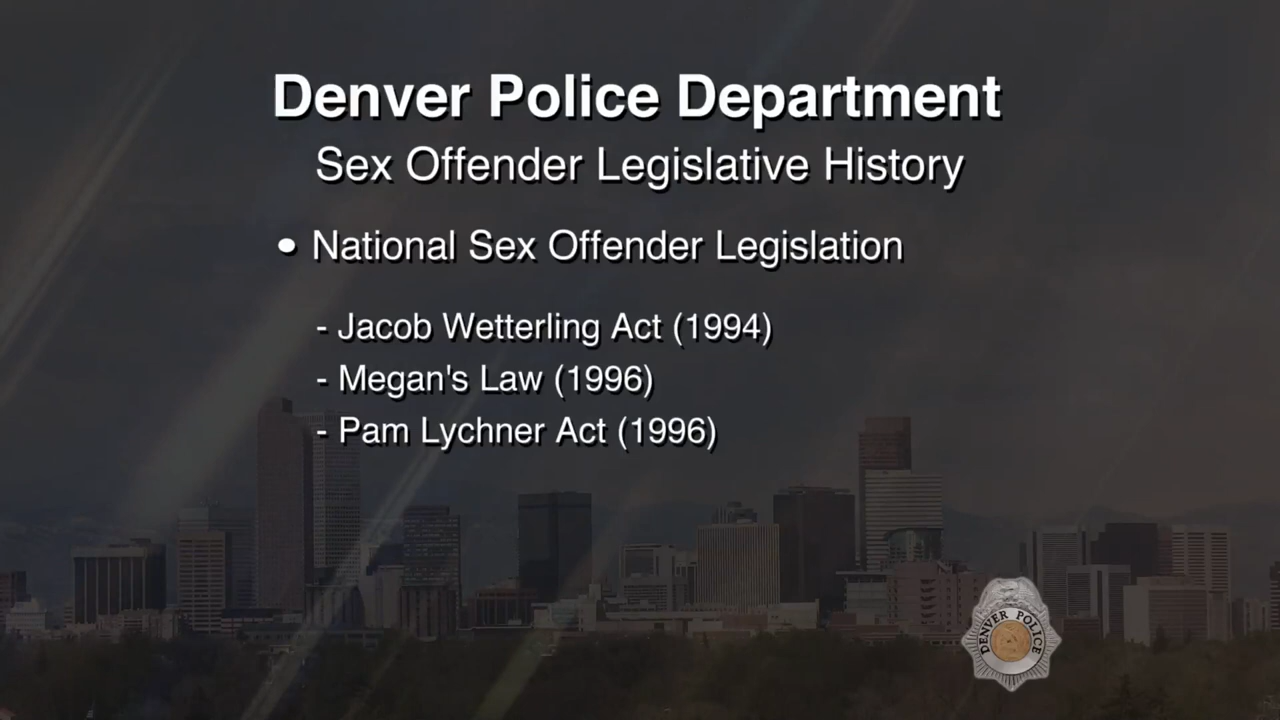 Denver Police Department
Sex Offender Legislative History
• National Sex Offender Legislation
- Jacob Wetterling Act (1994)
- Megan's Law (1996)
- Pam Lychner Act (1996)
DENVER POLICE